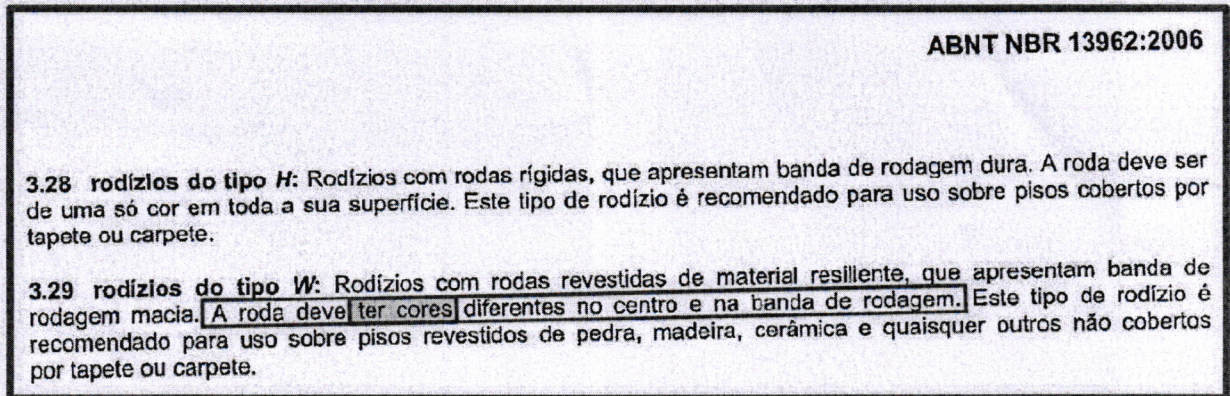 ABNT NBR 13962:2006
3.28 rodízios do tipo H: Rodízios com rodas rígidas, que apresentam banda de rodagem dura. A roda deve ser
de uma só cor em toda a sua superfície. Este tipo de rodízio é recomendado para uso sobre pisos cobertos por
tapete ou carpete.
3.29 rodízios do tipo W: Rodízios com rodas revestidas de material resiliente, que apresentam banda de
rodagem macia. A roda deve ter cores diferentes no centro e na banda de rodagem. Este tipo de rodízio é
recomendado para uso sobre pisos revestidos de pedra, madeira, cerâmica e quaisquer outros não cobertos
por tapete ou carpete.